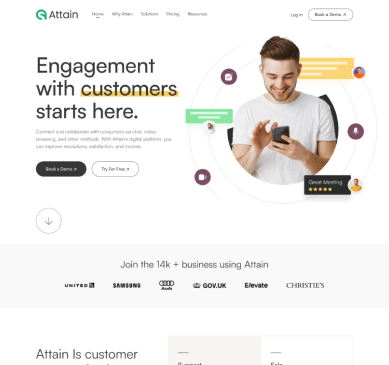 Attain
Home Why Attain Solutions Pricing Resources
Log in
Book a Demo ↗
Engagement
with customers
starts here.
Connect and collaborate with consumers via chat, video,
browsing, and other methods. With Attain's digital platform, you
can improve resolutions, satisfaction, and income.
Book a Demo ↗
Try For Free ↗
Great Meeting
Join the 14k + business using Attain
UNITED
SAMSUNG
Audi
GOV.UK
Elevate
CHRISTIE'S
Attain Is customer
Support
Sale